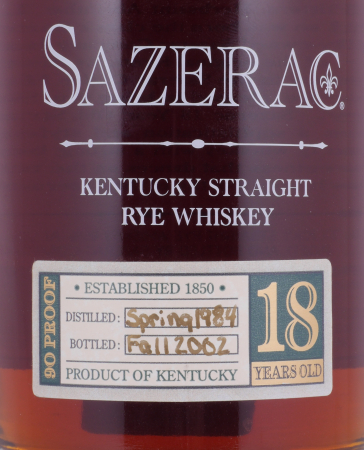 SAZERAC
KENTUCKY STRAIGHT
RYE WHISKEY
90 PROOF
• ESTABLISHED 1850 •
DISTILLED: Spring 1984
BOTTLED: Fall 2002
PRODUCT OF KENTUCKY
18
YEARS OLD